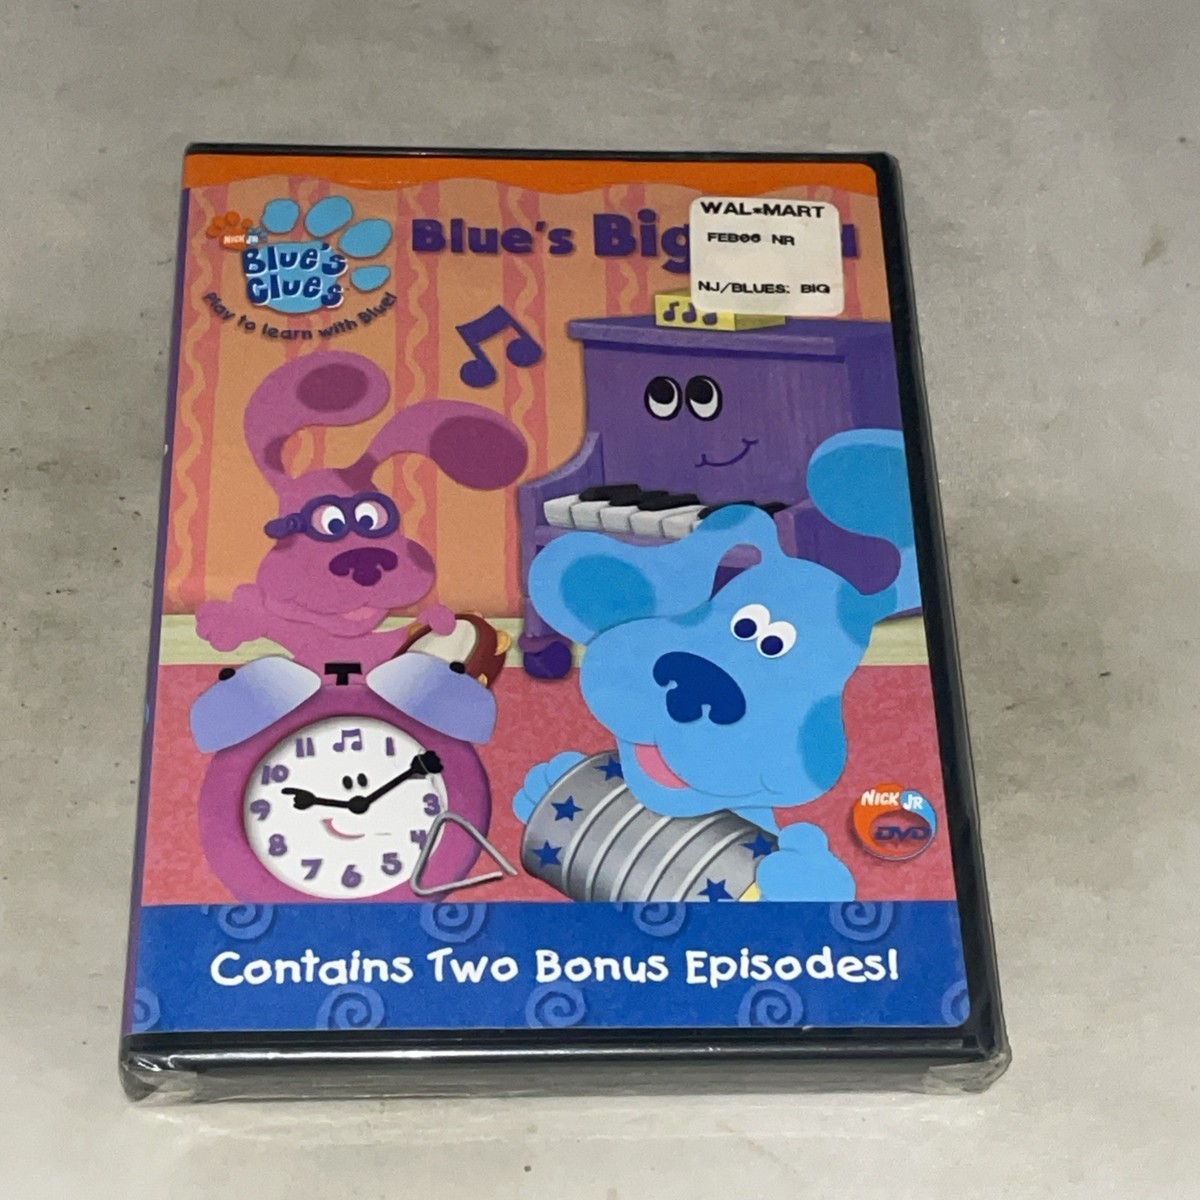 WAL*MART
FEB06 NR
NJ/BLUES: BIG
Blue's Big
NICK JR
Blue's
Clues
Play to learn with Blue!
11 1
10
9 3
8 4
7 6 5
NICK JR
DVD
Contains Two Bonus Episodes!